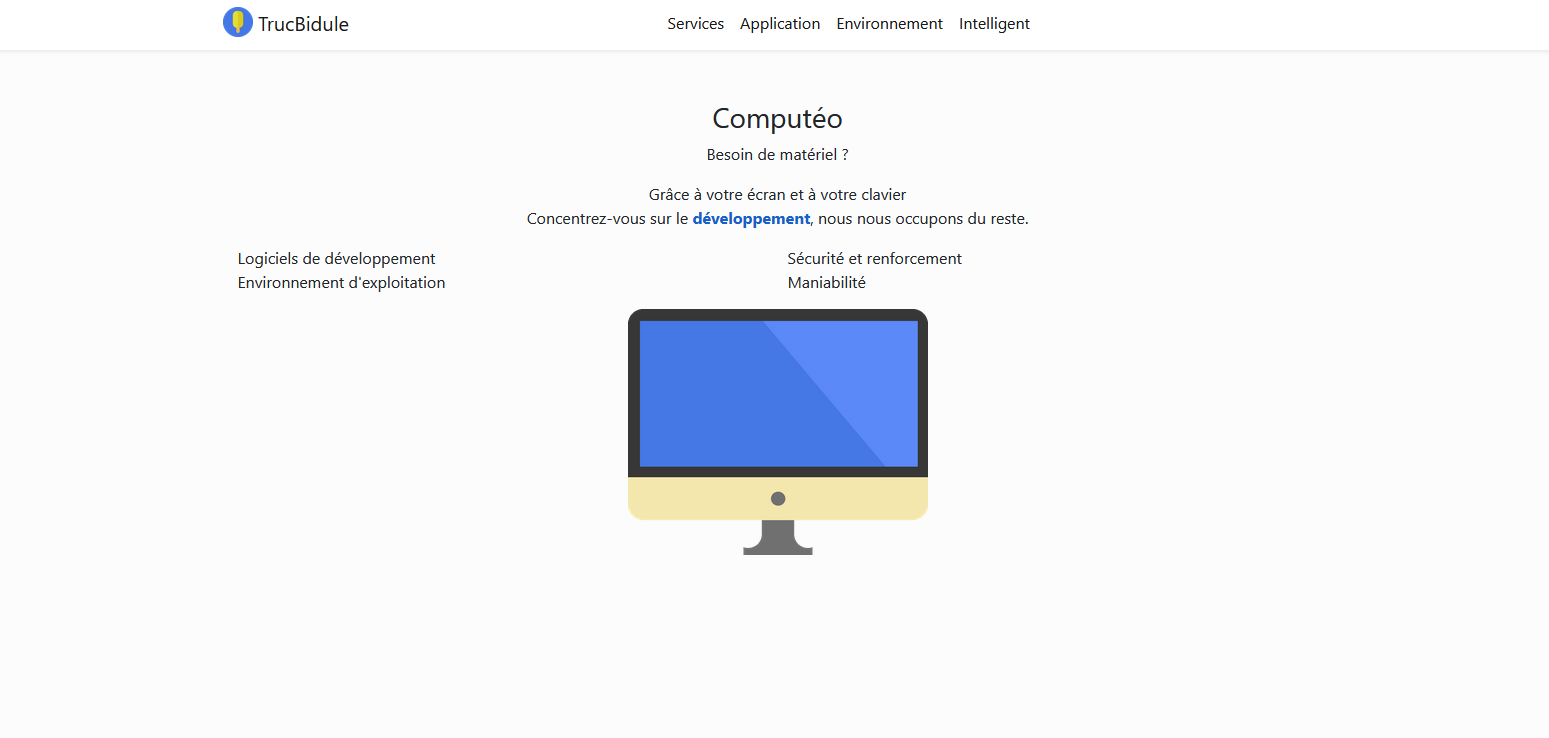 TrucBidule
Services Application Environnement Intelligent
Computéo
Besoin de matériel ?
Grâce à votre écran et à votre clavier
Concentrez-vous sur le développement, nous nous occupons du reste.
Logiciels de développement
Environnement d'exploitation
Sécurité et renforcement
Maniabilité